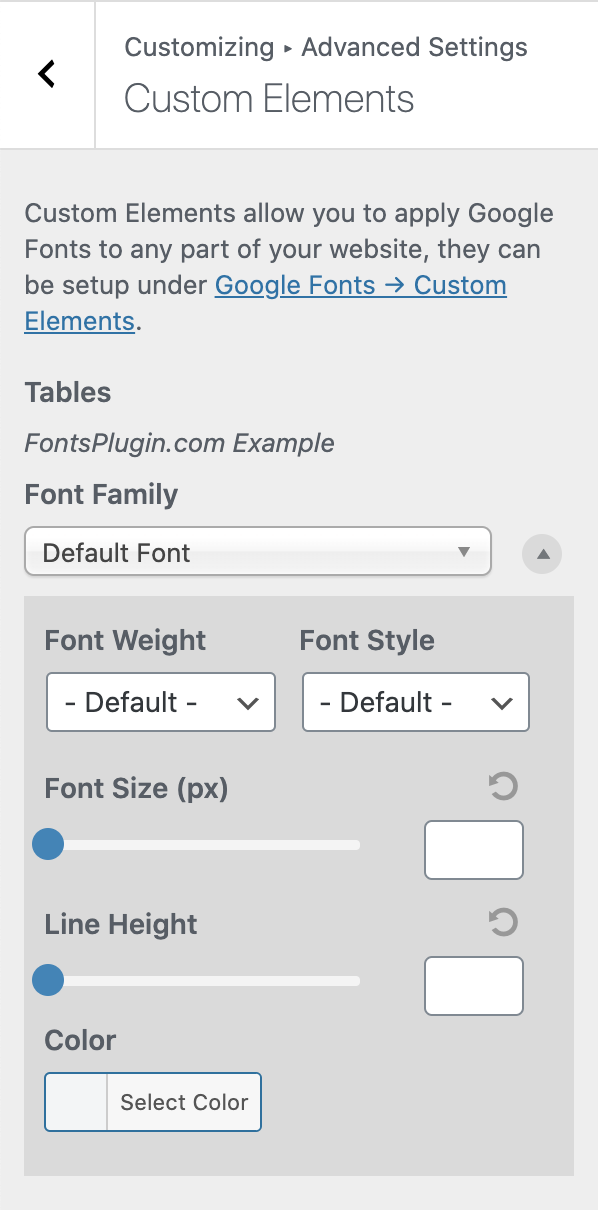 Customizing ▸ Advanced Settings
Custom Elements
Custom Elements allow you to apply Google
Fonts to any part of your website, they can
be setup under Google Fonts → Custom
Elements.
Tables
FontsPlugin.com Example
Font Family
Default Font
Font Weight Font Style
- Default - - Default -
Font Size (px)
Line Height
Color
Select Color